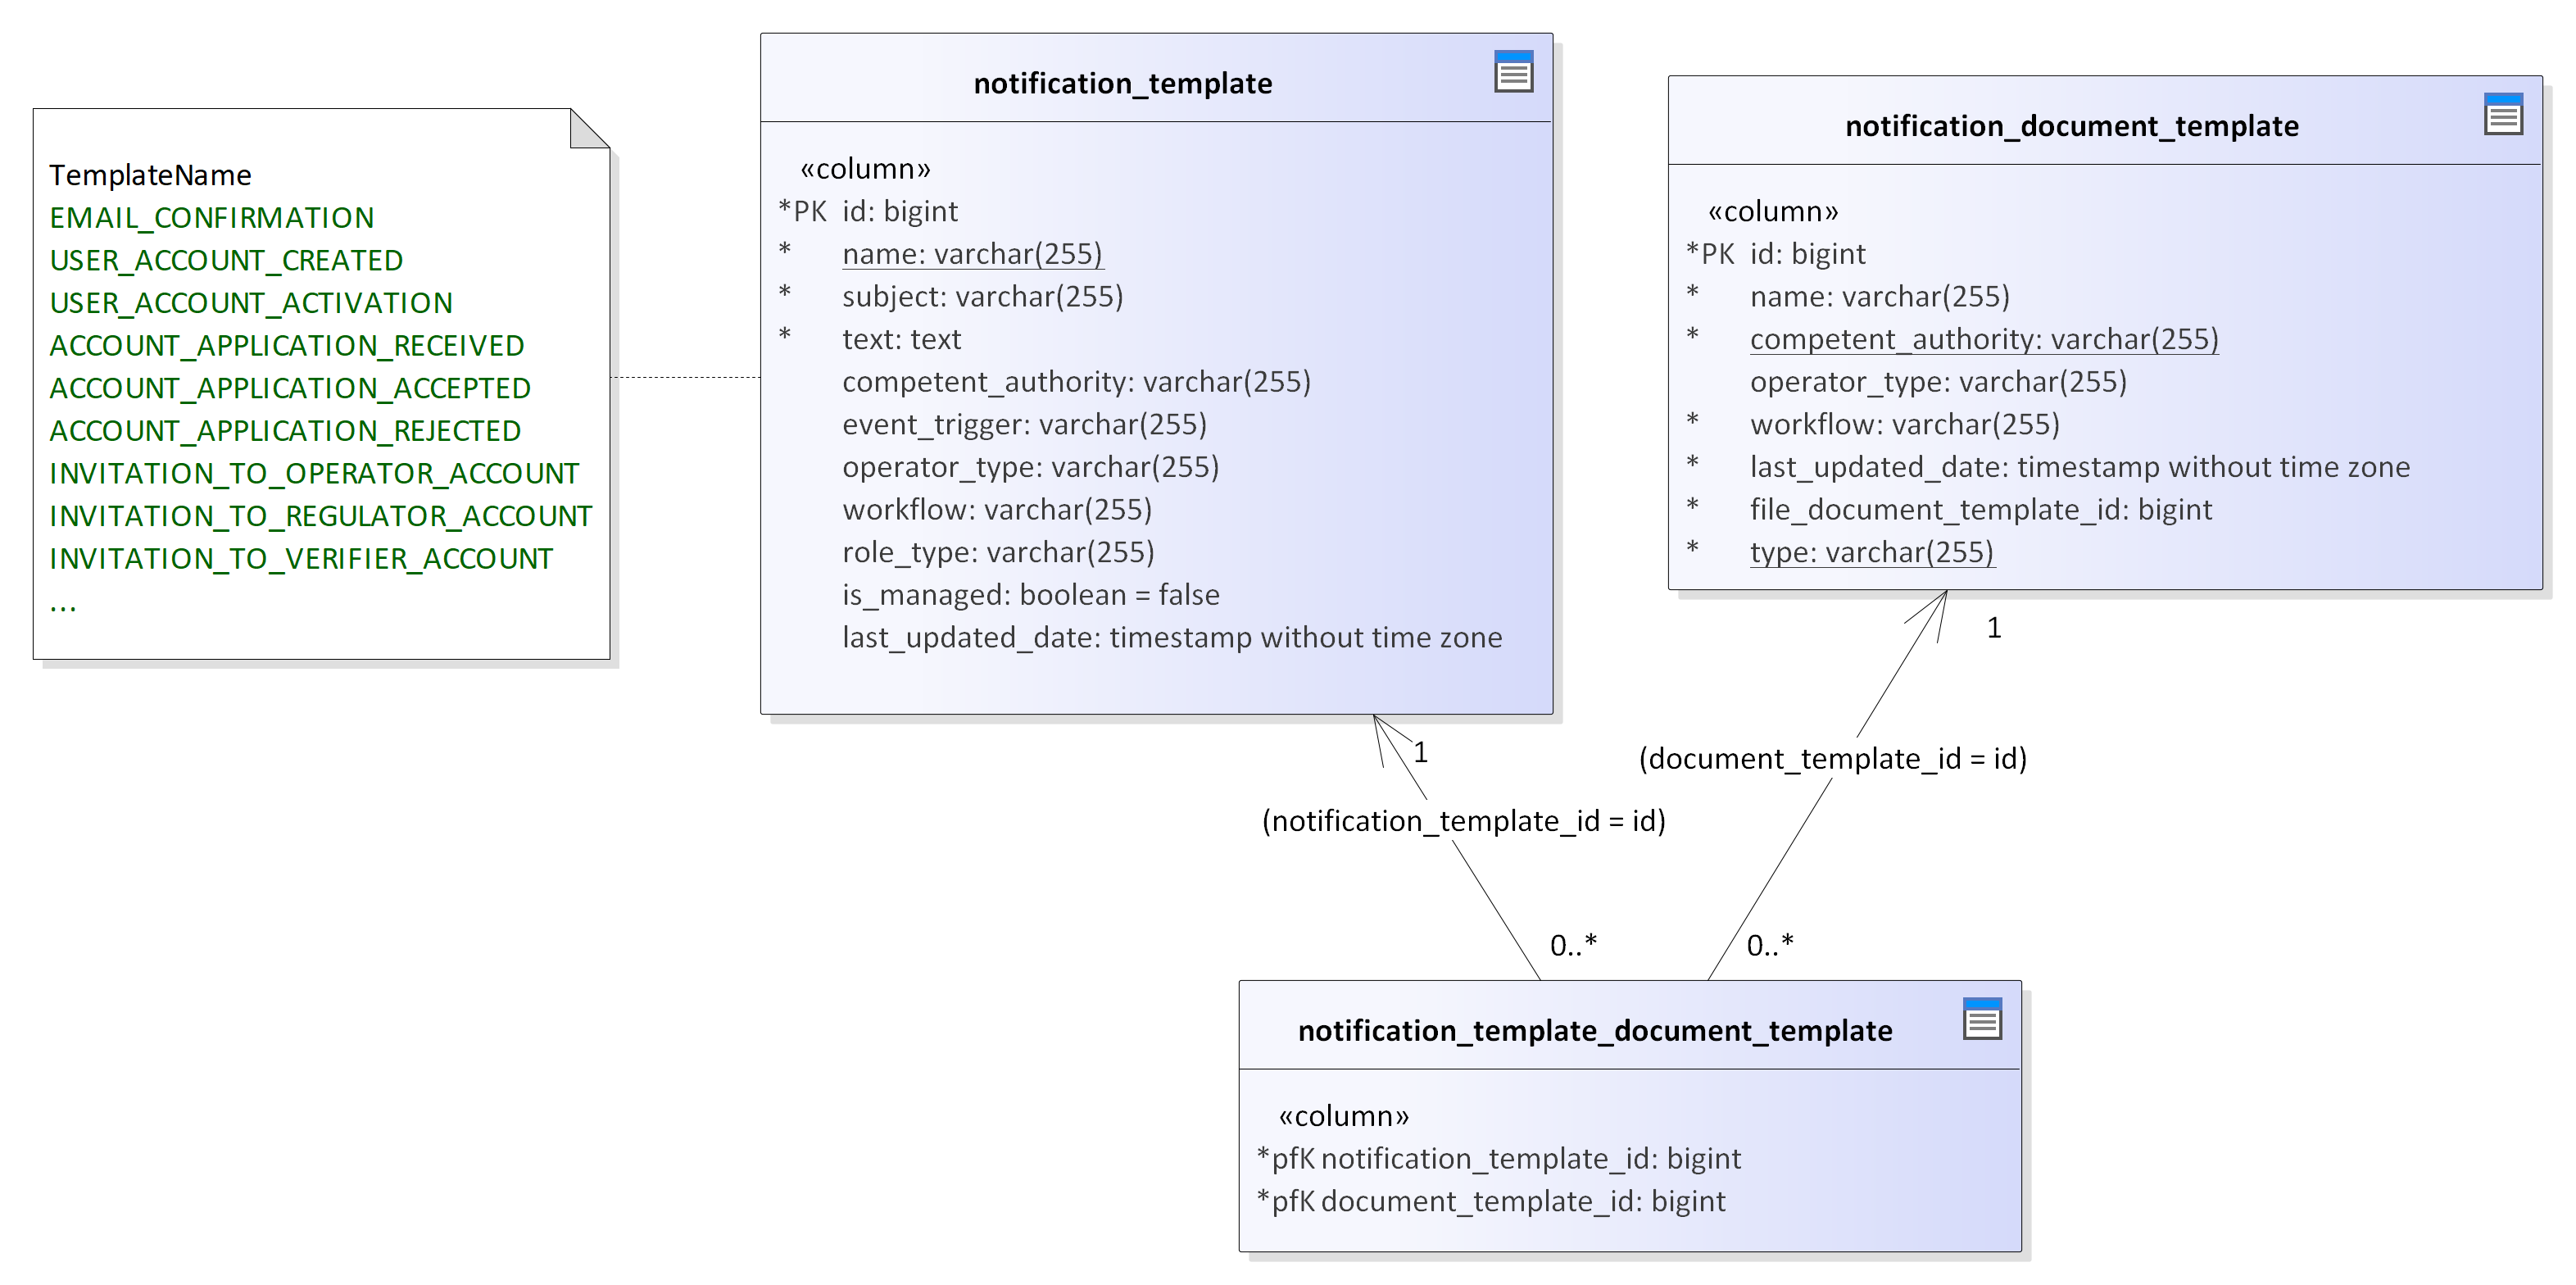 TemplateName
EMAIL_CONFIRMATION
USER_ACCOUNT_CREATED
USER_ACCOUNT_ACTIVATION
ACCOUNT_APPLICATION_RECEIVED
ACCOUNT_APPLICATION_ACCEPTED
ACCOUNT_APPLICATION_REJECTED
INVITATION_TO_OPERATOR_ACCOUNT
INVITATION_TO_REGULATOR_ACCOUNT
INVITATION_TO_VERIFIER_ACCOUNT
...
notification_template
«column»
*PK id: bigint
* name: varchar(255)
* subject: varchar(255)
* text: text
competent_authority: varchar(255)
event_trigger: varchar(255)
operator_type: varchar(255)
workflow: varchar(255)
role_type: varchar(255)
is_managed: boolean = false
last_updated_date: timestamp without time zone
notification_document_template
«column»
*PK id: bigint
* name: varchar(255)
* competent_authority: varchar(255)
operator_type: varchar(255)
* workflow: varchar(255)
* last_updated_date: timestamp without time zone
* file_document_template_id: bigint
* type: varchar(255)
1
1
(document_template_id = id)
(notification_template_id = id)
0..*
0..*
notification_template_document_template
«column»
*pfK notification_template_id: bigint
*pfK document_template_id: bigint